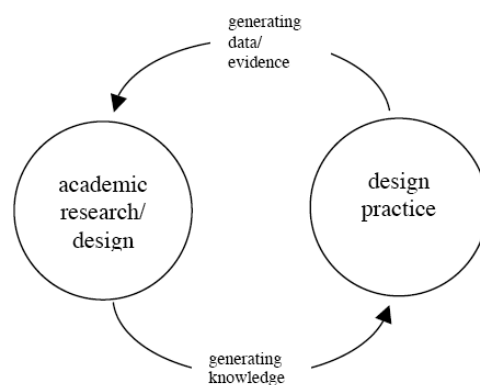 generating
data/
evidence
academic
research/
design
design
practice
generating
knowledge